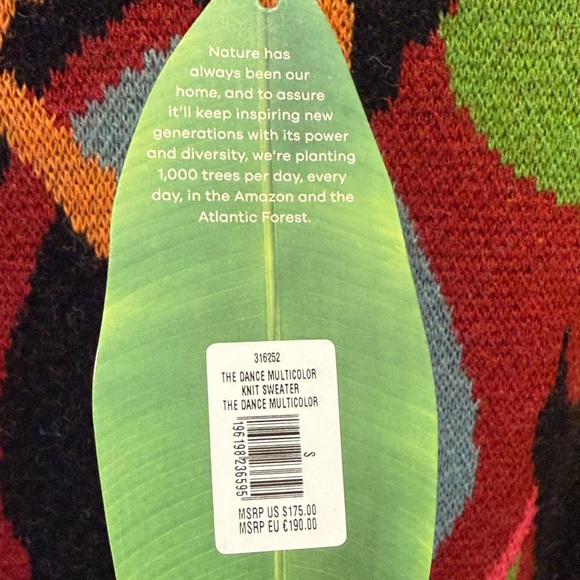 Nature has
always been our
home, and to assure
it'll keep inspiring new
generations with its power
and diversity, we're planting
1,000 trees per day, every
day, in the Amazon and the
Atlantic Forest.
316252
THE DANCE MULTICOLOR
KNIT SWEATER
THE DANCE MULTICOLOR
196198236595
S
MSRP US $175.00
MSRP EU €190.00